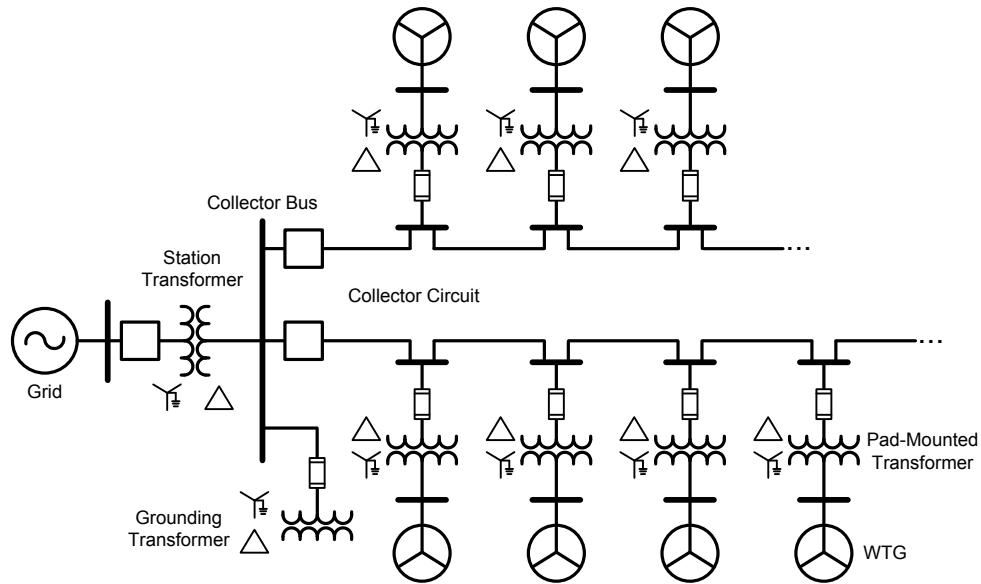 Collector Bus
Station
Transformer
Collector Circuit
Grid
Pad-Mounted
Transformer
Grounding
Transformer
WTG